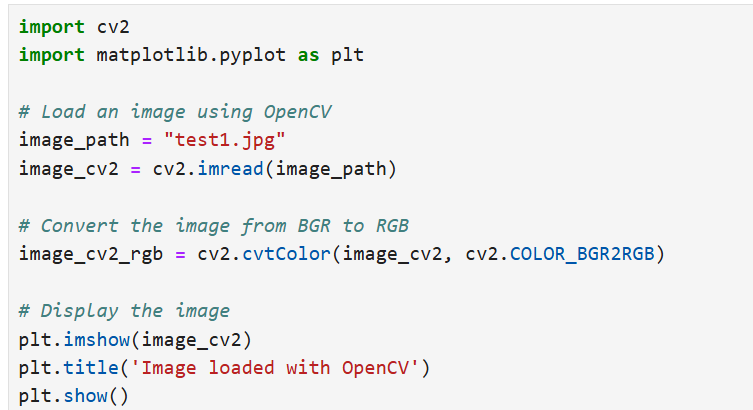 import cv2
import matplotlib.pyplot as plt
# Load an image using OpenCV
image_path = "test1.jpg"
image_cv2 = cv2.imread(image_path)
# Convert the image from BGR to RGB
image_cv2_rgb = cv2.cvtColor(image_cv2, cv2.COLOR_BGR2RGB)
# Display the image
plt.imshow(image_cv2)
plt.title('Image loaded with OpenCV')
plt.show()